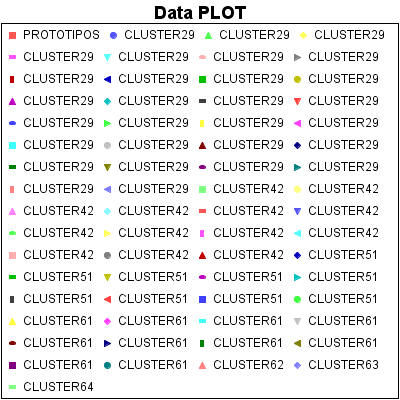 Data PLOT
PROTOTIPOS CLUSTER29 CLUSTER29 CLUSTER29
CLUSTER29 CLUSTER29 CLUSTER29 CLUSTER29
CLUSTER29 CLUSTER29 CLUSTER29 CLUSTER29
CLUSTER29 CLUSTER29 CLUSTER29 CLUSTER29
CLUSTER29 CLUSTER29 CLUSTER29 CLUSTER29
CLUSTER29 CLUSTER29 CLUSTER29 CLUSTER29
CLUSTER29 CLUSTER29 CLUSTER29 CLUSTER29
CLUSTER29 CLUSTER29 CLUSTER42 CLUSTER42
CLUSTER42 CLUSTER42 CLUSTER42 CLUSTER42
CLUSTER42 CLUSTER42 CLUSTER42 CLUSTER42
CLUSTER42 CLUSTER42 CLUSTER42 CLUSTER51
CLUSTER51 CLUSTER51 CLUSTER51 CLUSTER51
CLUSTER51 CLUSTER51 CLUSTER51 CLUSTER51
CLUSTER61 CLUSTER61 CLUSTER61 CLUSTER61
CLUSTER61 CLUSTER61 CLUSTER61 CLUSTER61
CLUSTER61 CLUSTER61 CLUSTER62 CLUSTER63
CLUSTER64